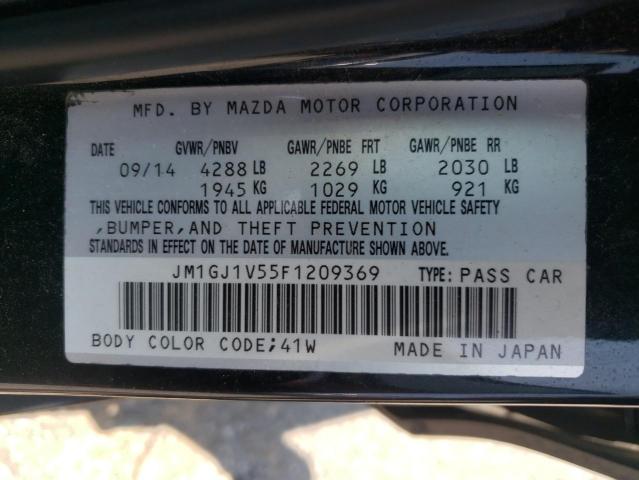 MFD. BY MAZDA MOTOR CORPORATION
DATE GVWR/PNBV GAWR/PNBE FRT GAWR/PNBE RR
09/14 4288 LB 2269 LB 2030 LB
1945 KG 1029 KG 921 KG
THIS VEHICLE CONFORMS TO ALL APPLICABLE FEDERAL MOTOR VEHICLE SAFETY
,BUMPER,AND THEFT PREVENTION
STANDARDS IN EFFECT ON THE DATE OF MANUFACTURE SHOWN ABOVE.
JM1GJ1V55F1209369 TYPE: PASS CAR
BODY COLOR CODE;41W MADE IN JAPAN